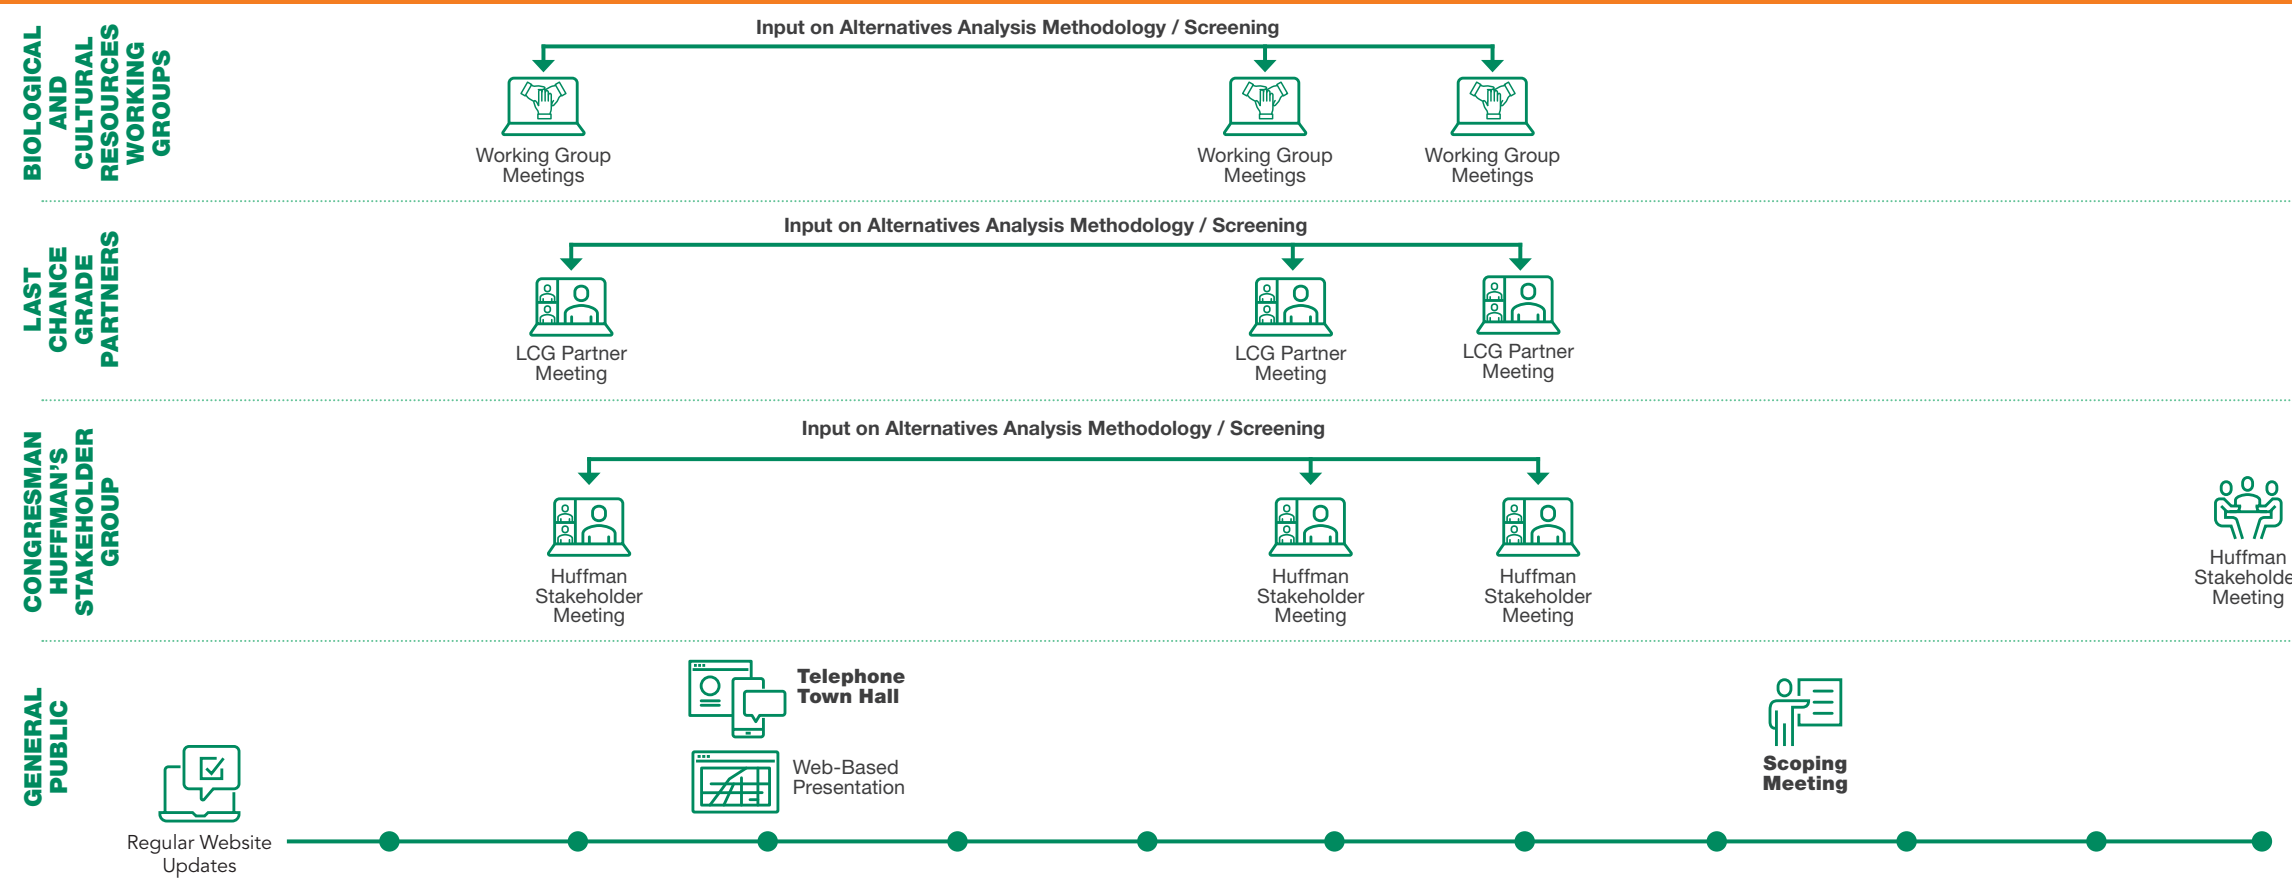 BIOLOGICAL
AND
CULTURAL
RESOURCES
WORKING
GROUPS
Input on Alternatives Analysis Methodology / Screening
Working Group
Meetings
Working Group
Meetings
Working Group
Meetings
LAST
CHANCE
GRADE
PARTNERS
Input on Alternatives Analysis Methodology / Screening
LCG Partner
Meeting
LCG Partner
Meeting
LCG Partner
Meeting
CONGRESMAN
HUFFMAN'S
STAKEHOLDER
GROUP
Input on Alternatives Analysis Methodology / Screening
Huffman
Stakeholder
Meeting
Huffman
Stakeholder
Meeting
Huffman
Stakeholder
Meeting
Huffman
Stakeholde
Meeting
GENERAL
PUBLIC
Regular Website
Updates
Telephone
Town Hall
Web-Based
Presentation
Scoping
Meeting